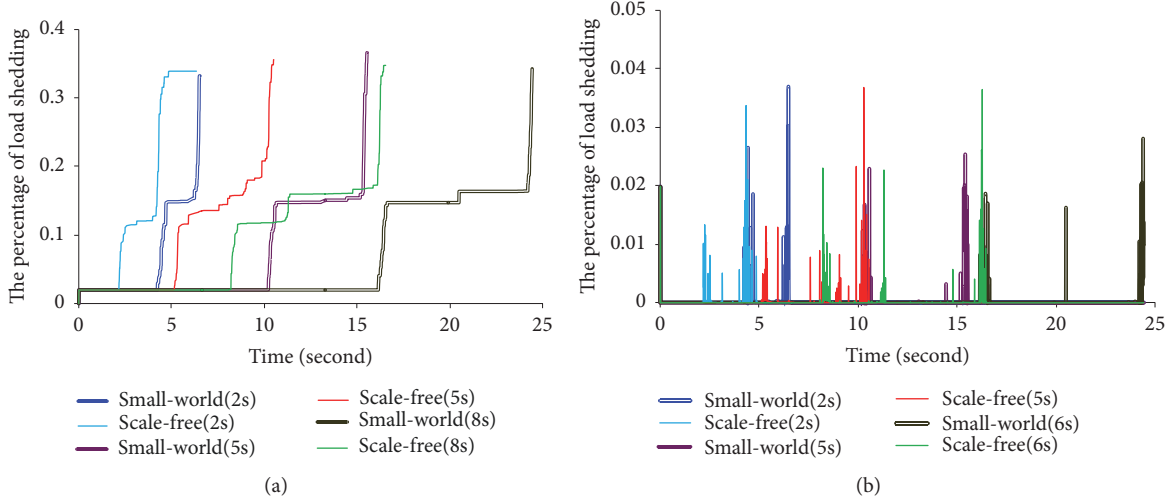 The percentage of load shedding
0.4
0.3
0.2
0.1
0
0
5
10
15
20
25
Time (second)
Small-world(2s)
Scale-free(2s)
Small-world(5s)
Scale-free(5s)
Small-world(8s)
Scale-free(8s)
(a)
The percentage of load shedding
0.05
0.04
0.03
0.02
0.01
0
0
5
10
15
20
25
Time (second)
Small-world(2s)
Scale-free(2s)
Small-world(5s)
Scale-free(5s)
Small-world(6s)
Scale-free(6s)
(b)